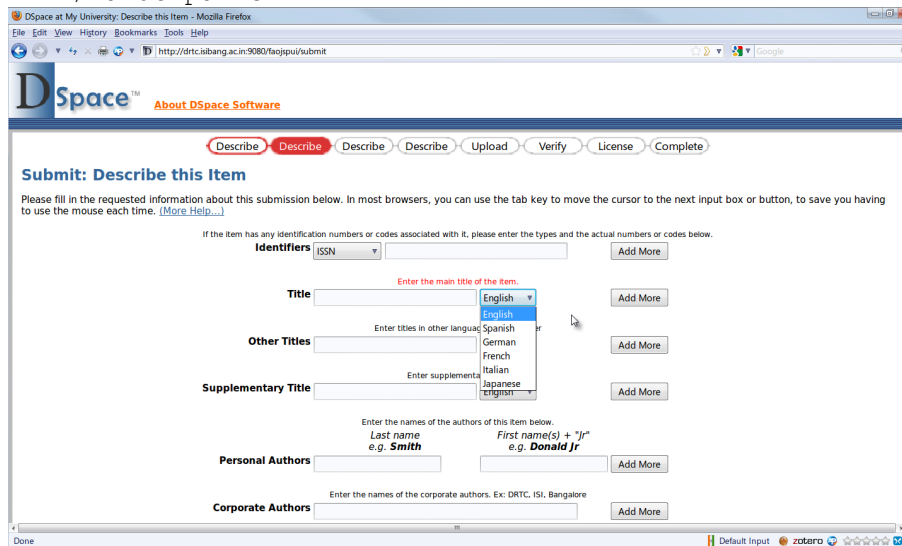 DSpace at My University: Describe this Item - Mozilla Firefox
File Edit View History Bookmarks Tools Help
http://drtc.isibang.ac.in:9080/faojspui/submit
Google
DSpace™ About DSpace Software
Describe Describe Describe Describe Upload Verify License Complete
Submit: Describe this Item
Please fill in the requested information about this submission below. In most browsers, you can use the tab key to move the cursor to the next input box or button, to save you having
to use the mouse each time. (More Help...)
If the item has any identification numbers or codes associated with it, please enter the types and the actual numbers or codes below.
Identifiers ISSN Add More
Enter the main title of the item.
Title English Add More
English
Spanish
German
French
Italian
Japanese
Enter titles in other
Other Titles Add More
Enter
Supplementary Title English Add More
Enter the names of the authors of this item below.
Last name First name(s) + "Jr"
e.g. Smith e.g. Donald Jr
Personal Authors Add More
Enter the names of the corporate authors. Ex: DRTC, ISI, Bangalore
Corporate Authors Add More
Done Default Input zotero